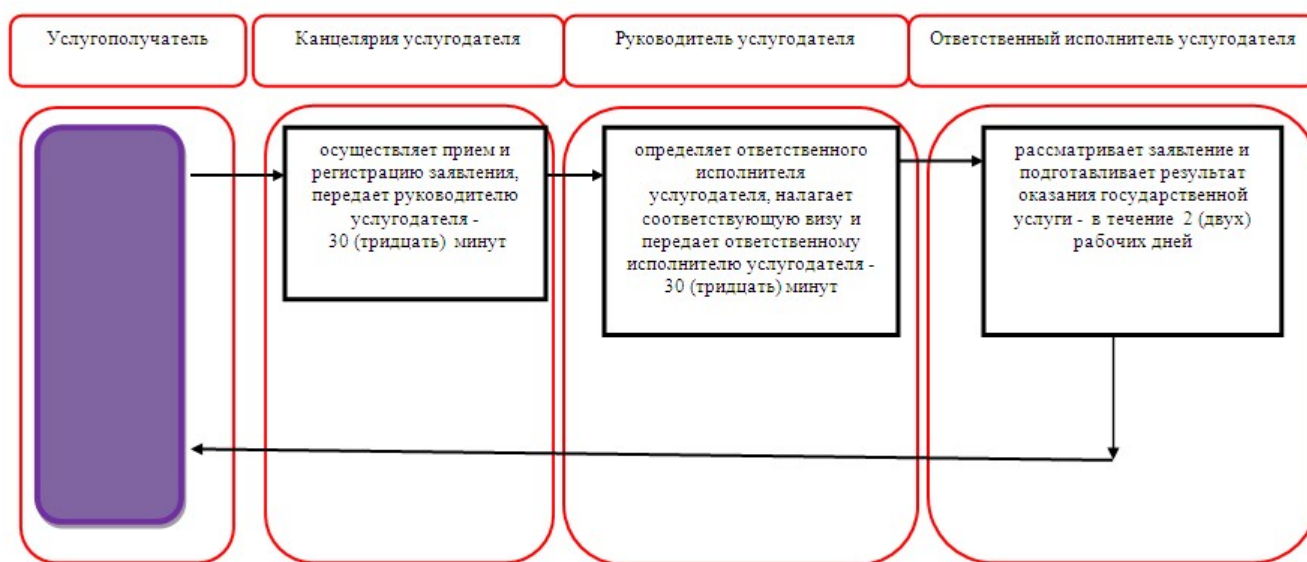 Услугополучатель
Канцелярия услугодателя
Руководитель услугодателя
Ответственный исполнитель услугодателя
осуществляет прием и
регистрацию заявления,
передает руководителю
услугодателя -
30 (тридцать) минут
определяет ответственного
исполнителя
услугодателя, налагает
соответствующую визу и
передает ответственному
исполнителю услугодателя -
30 (тридцать) минут
рассматривает заявление и
подготавливает результат
оказания государственной
услуги - в течение 2 (двух)
рабочих дней